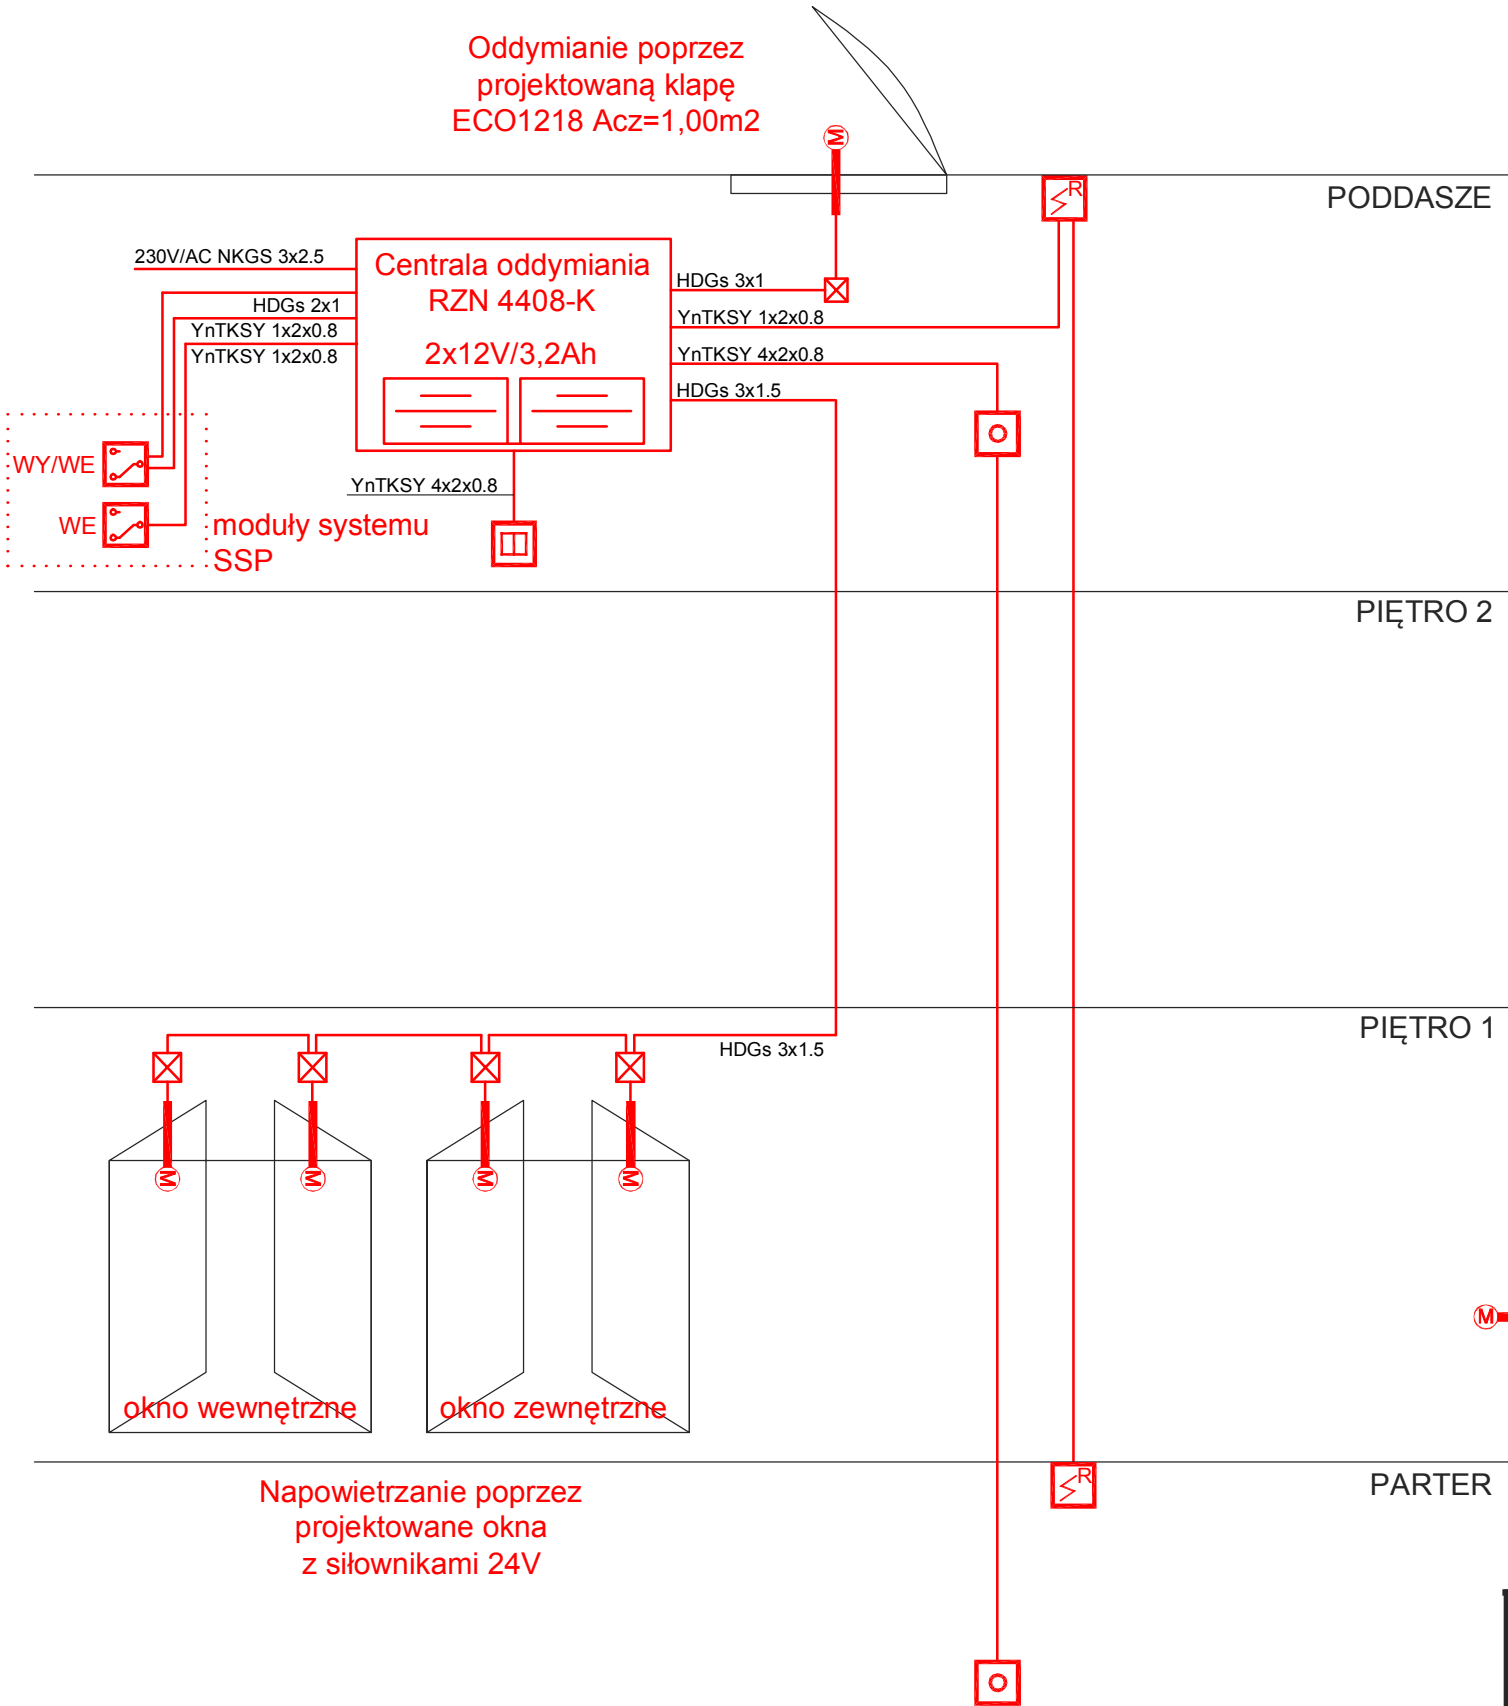 Oddymianie poprzez
projektowaną klapę
ECO1218 Acz=1,00m2
M
R
PODDASZE
230V/AC NKGS 3x2.5
HDGs 2x1
YnTKSY 1x2x0.8
YnTKSY 1x2x0.8
Centrala oddymiania
RZN 4408-K
2x12V/3,2Ah
HDGs 3x1
YnTKSY 1x2x0.8
YnTKSY 4x2x0.8
HDGs 3x1.5
WY/WE
WE
moduły systemu
SSP
YnTKSY 4x2x0.8
PIĘTRO 2
PIĘTRO 1
HDGs 3x1.5
M
M
M
M
M
okno wewnętrzne
okno zewnętrzne
R
PARTER
Napowietrzanie poprzez
projektowane okna
z siłownikami 24V